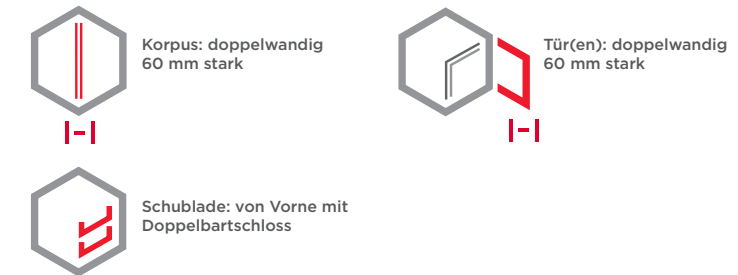 Korpus: doppelwandig
60 mm stark
Tür(en): doppelwandig
60 mm stark
Schublade: von Vorne mit
Doppelbartschloss